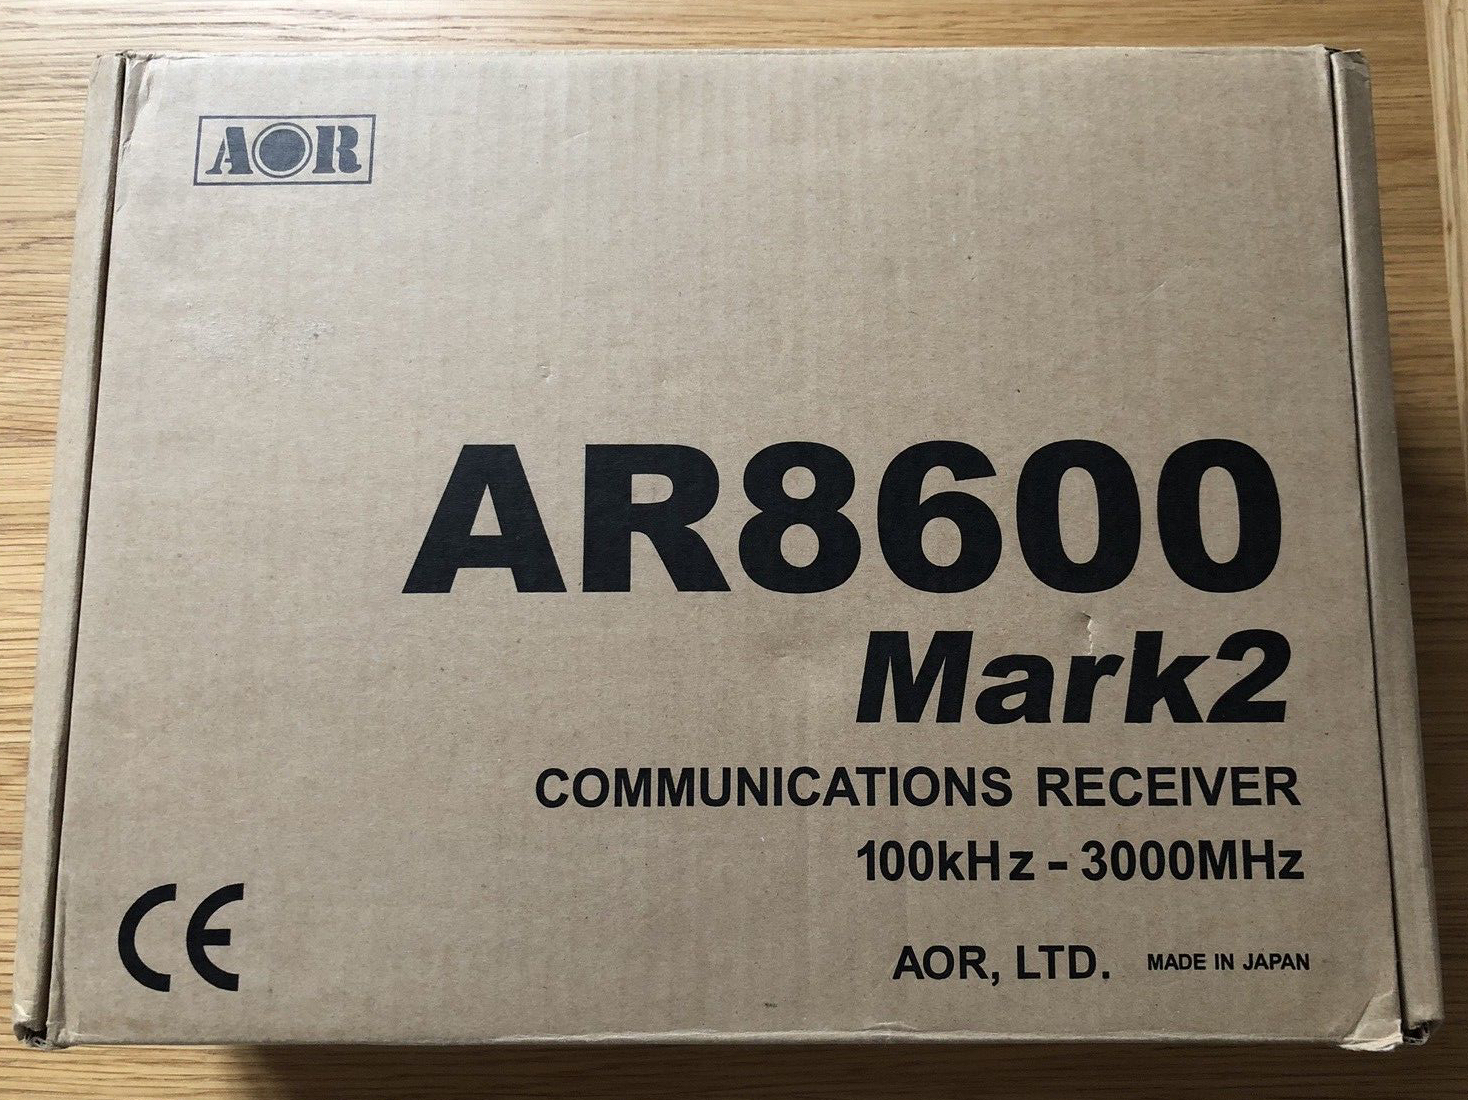 AOR
AR8600
Mark2
COMMUNICATIONS RECEIVER
100kHz - 3000MHz
CE
AOR, LTD. MADE IN JAPAN